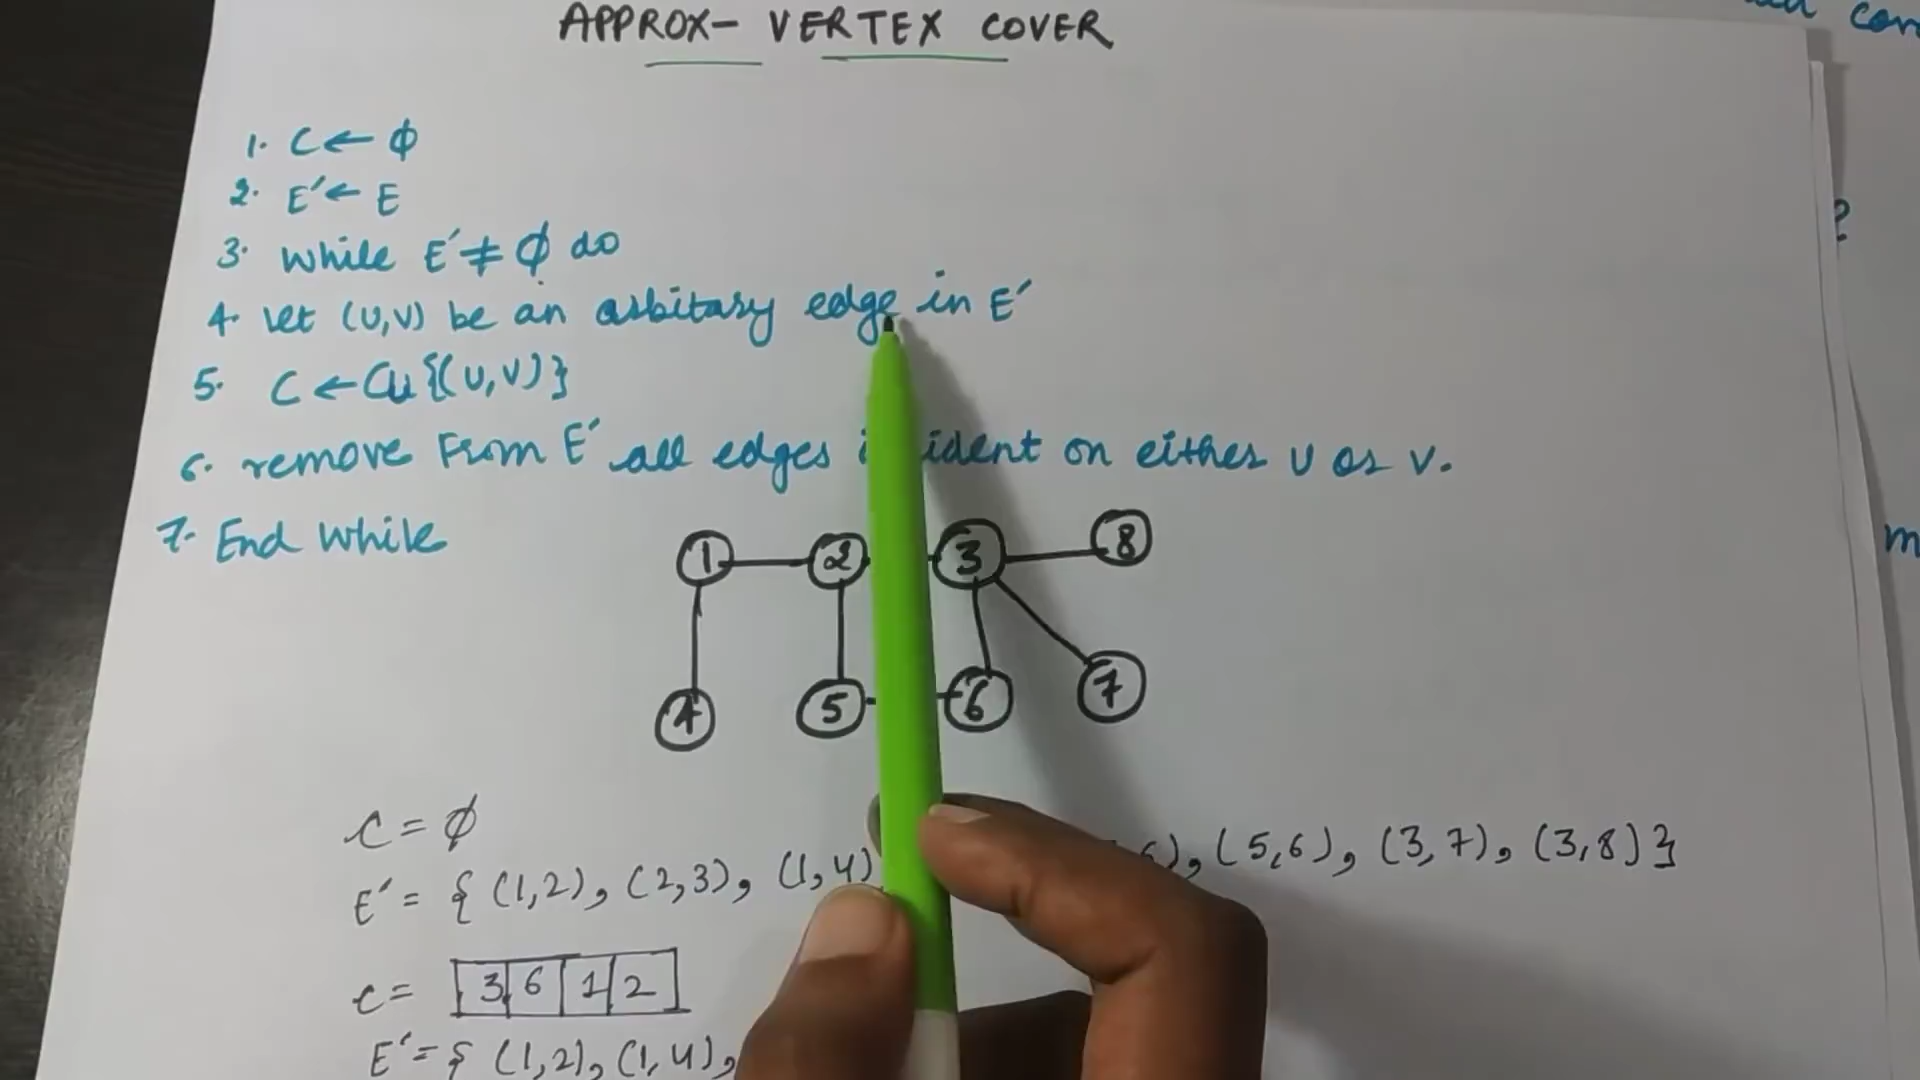 APPROX- VERTEX COVER
1. C ← ϕ
2. E′ ← E
3. while E′ ≠ ϕ do
4. let (U,V) be an arbitary edge in E′
5. C ← C∪{(U,V)}
6. remove From E′ all edges incident on either U or V.
7. End While
1 2 3 8
4 5 6 7
C = ϕ
E′ = { (1,2), (2,3), (1,4) 6), (5,6), (3,7), (3,8) }
C = 3 6 1 2
E′ = { (1,2), (1,4),
?
m
con